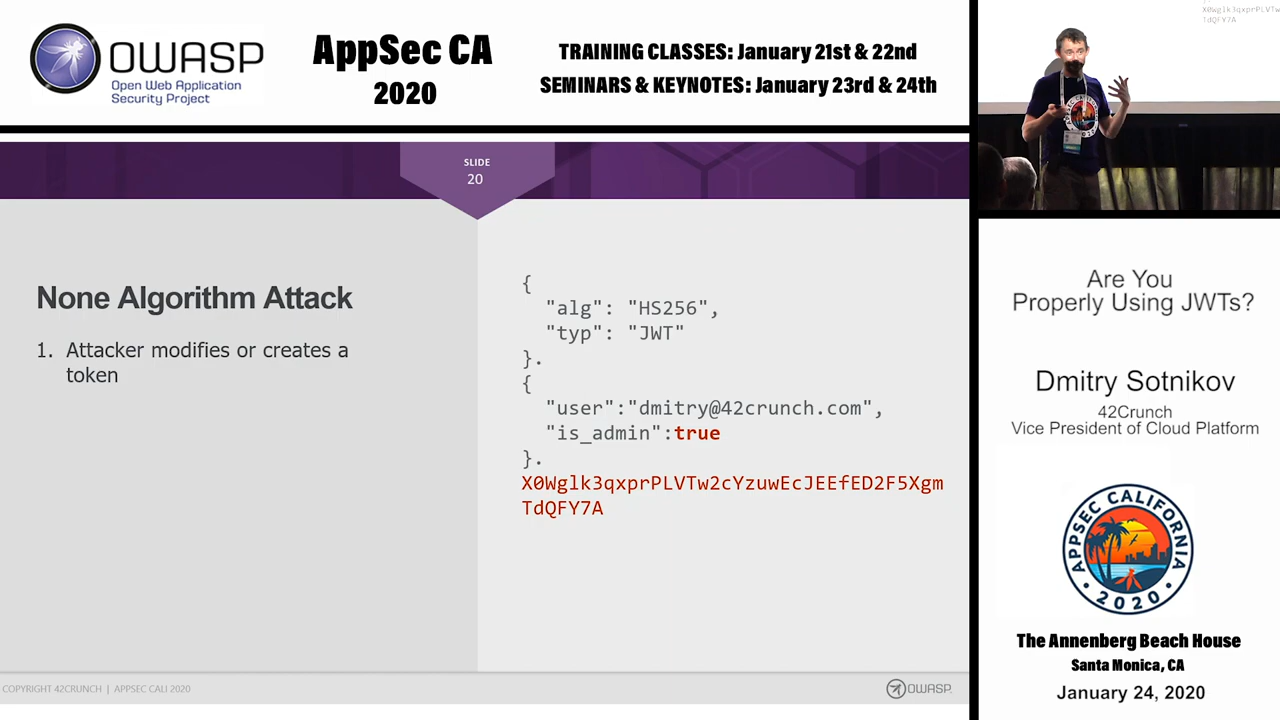 OWASP
Open Web Application
Security Project
AppSec CA
2020
TRAINING CLASSES: January 21st & 22nd
SEMINARS & KEYNOTES: January 23rd & 24th
SLIDE
20
None Algorithm Attack
1. Attacker modifies or creates a
token
{
"alg": "HS256",
"typ": "JWT"
}.
{
"user":"dmitry@42crunch.com",
"is_admin":true
}.
X0Wglk3qxprPLVTw2cYzuwEcJEEfED2F5Xgm
TdQFY7A
COPYRIGHT 42CRUNCH | APPSEC CALI 2020
OWASP.
X0Wglk3qxprPLVTw
TdQFY7A
Are You
Properly Using JWTs?
Dmitry Sotnikov
42Crunch
Vice President of Cloud Platform
APPSEC CALIFORNIA
2020
The Annenberg Beach House
Santa Monica, CA
January 24, 2020